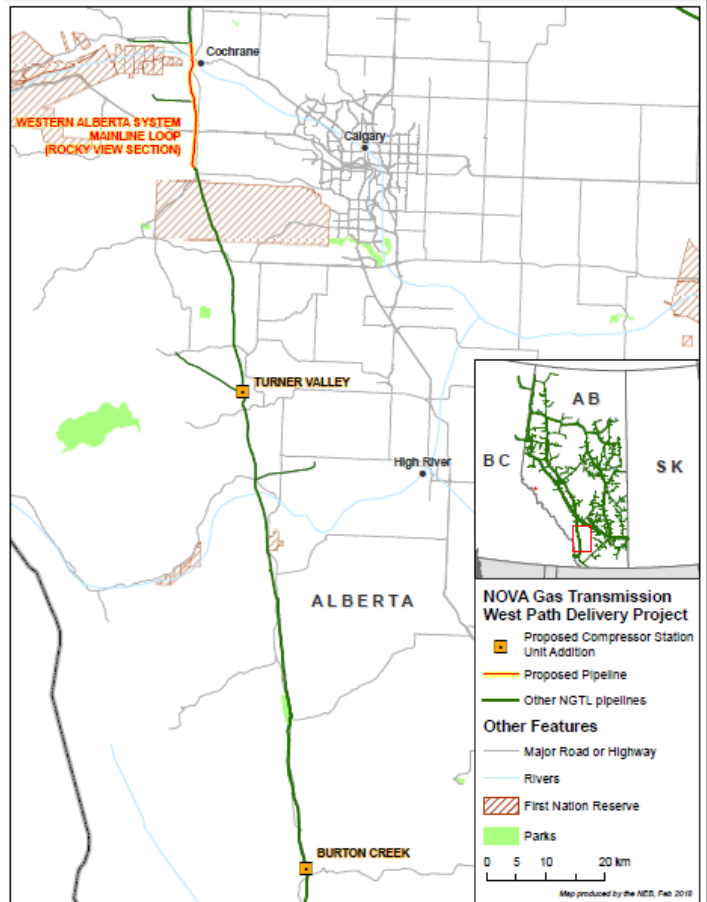 Cochrane
WESTERN ALBERTA SYSTEM
MAINLINE LOOP
(ROCKY VIEW SECTION)
Calgary
TURNER VALLEY
High River
ALBERTA
BURTON CREEK
AB
BC
SK
NOVA Gas Transmission
West Path Delivery Project
Proposed Compressor Station
Unit Addition
Proposed Pipeline
Other NGTL pipelines
Other Features
Major Road or Highway
Rivers
First Nation Reserve
Parks
0 5 10 20 km
Map produced by the NEB, Feb 2018